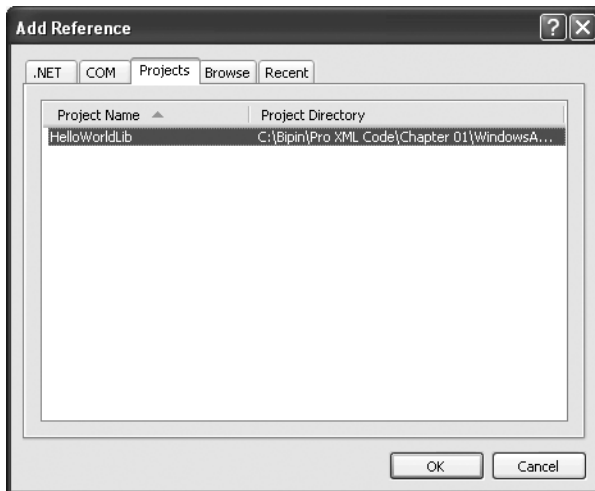 Add Reference
.NET COM Projects Browse Recent
Project Name Project Directory
HelloWorldLib C:\Bipin\Pro XML Code\Chapter 01\WindowsA...
OK Cancel